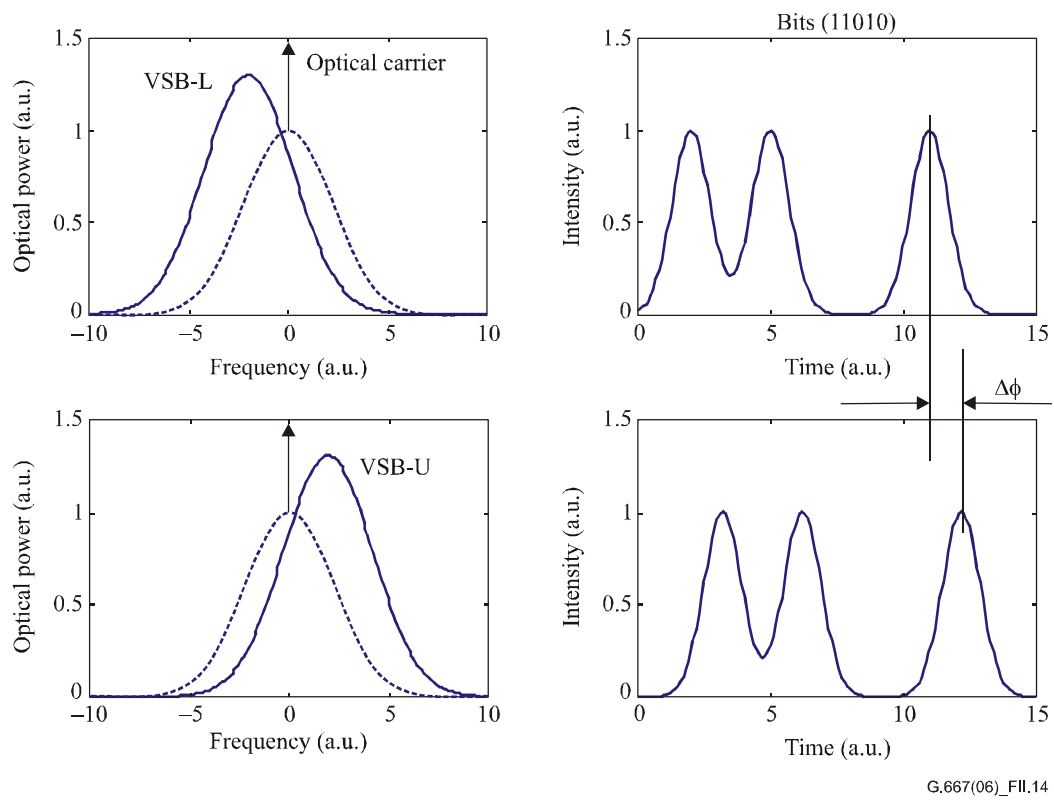 Bits (11010)
1.5
1
0.5
0
Optical power (a.u.)
VSB-L
Optical carrier
–10
–5
0
5
10
Frequency (a.u.)
1.5
1
0.5
0
Intensity (a.u.)
0
5
10
15
Time (a.u.)
Δϕ
1.5
1
0.5
0
Optical power (a.u.)
VSB-U
–10
–5
0
5
10
Frequency (a.u.)
1.5
1
0.5
0
Intensity (a.u.)
0
5
10
15
Time (a.u.)
G.667(06)_FII.14